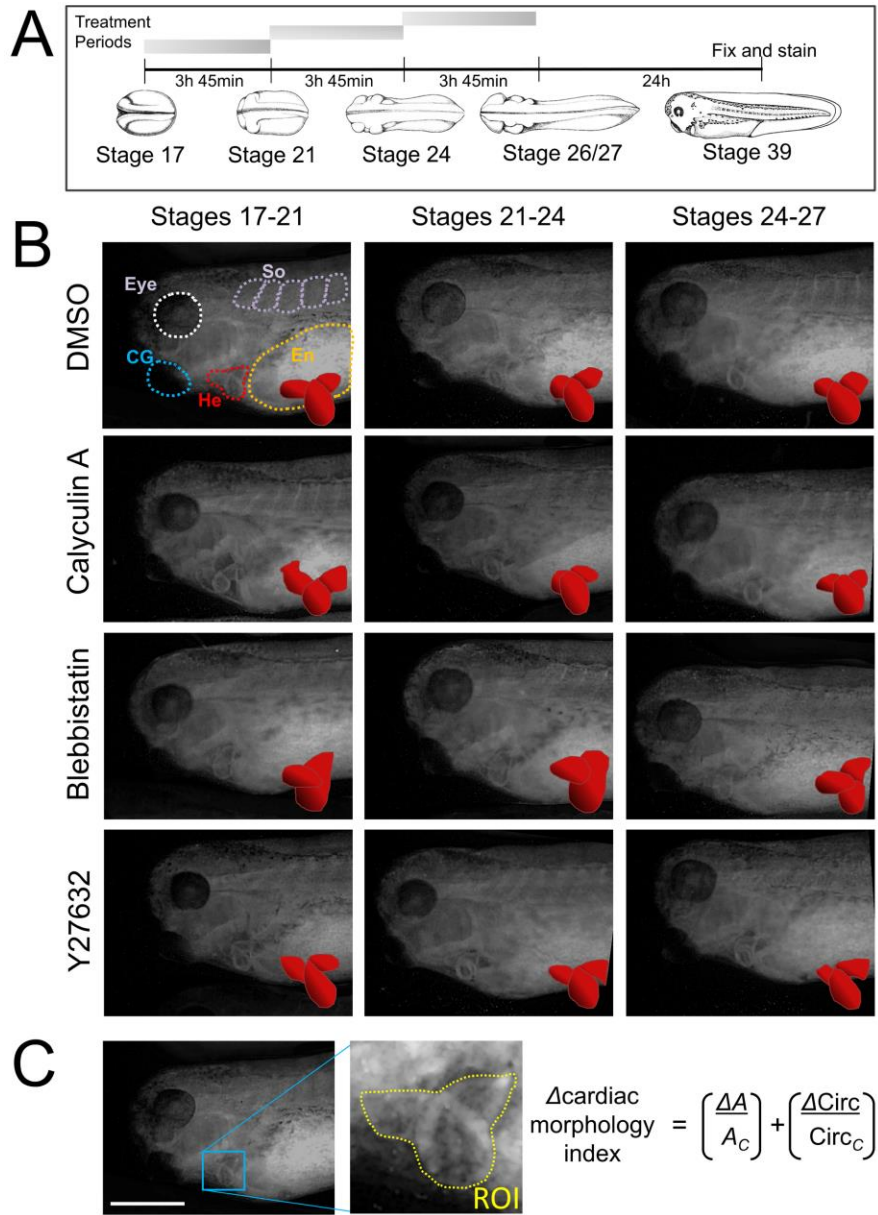 A
Treatment
Periods
Fix and stain
3h 45min 3h 45min 3h 45min 24h
Stage 17 Stage 21 Stage 24 Stage 26/27 Stage 39
B
Stages 17-21 Stages 21-24 Stages 24-27
DMSO
Eye So
CG En
He
Calyculin A
Blebbistatin
Y27632
C
ROI
Δcardiac
morphology
index
= (ΔA/A_C) + (ΔCirc/Circ_C)